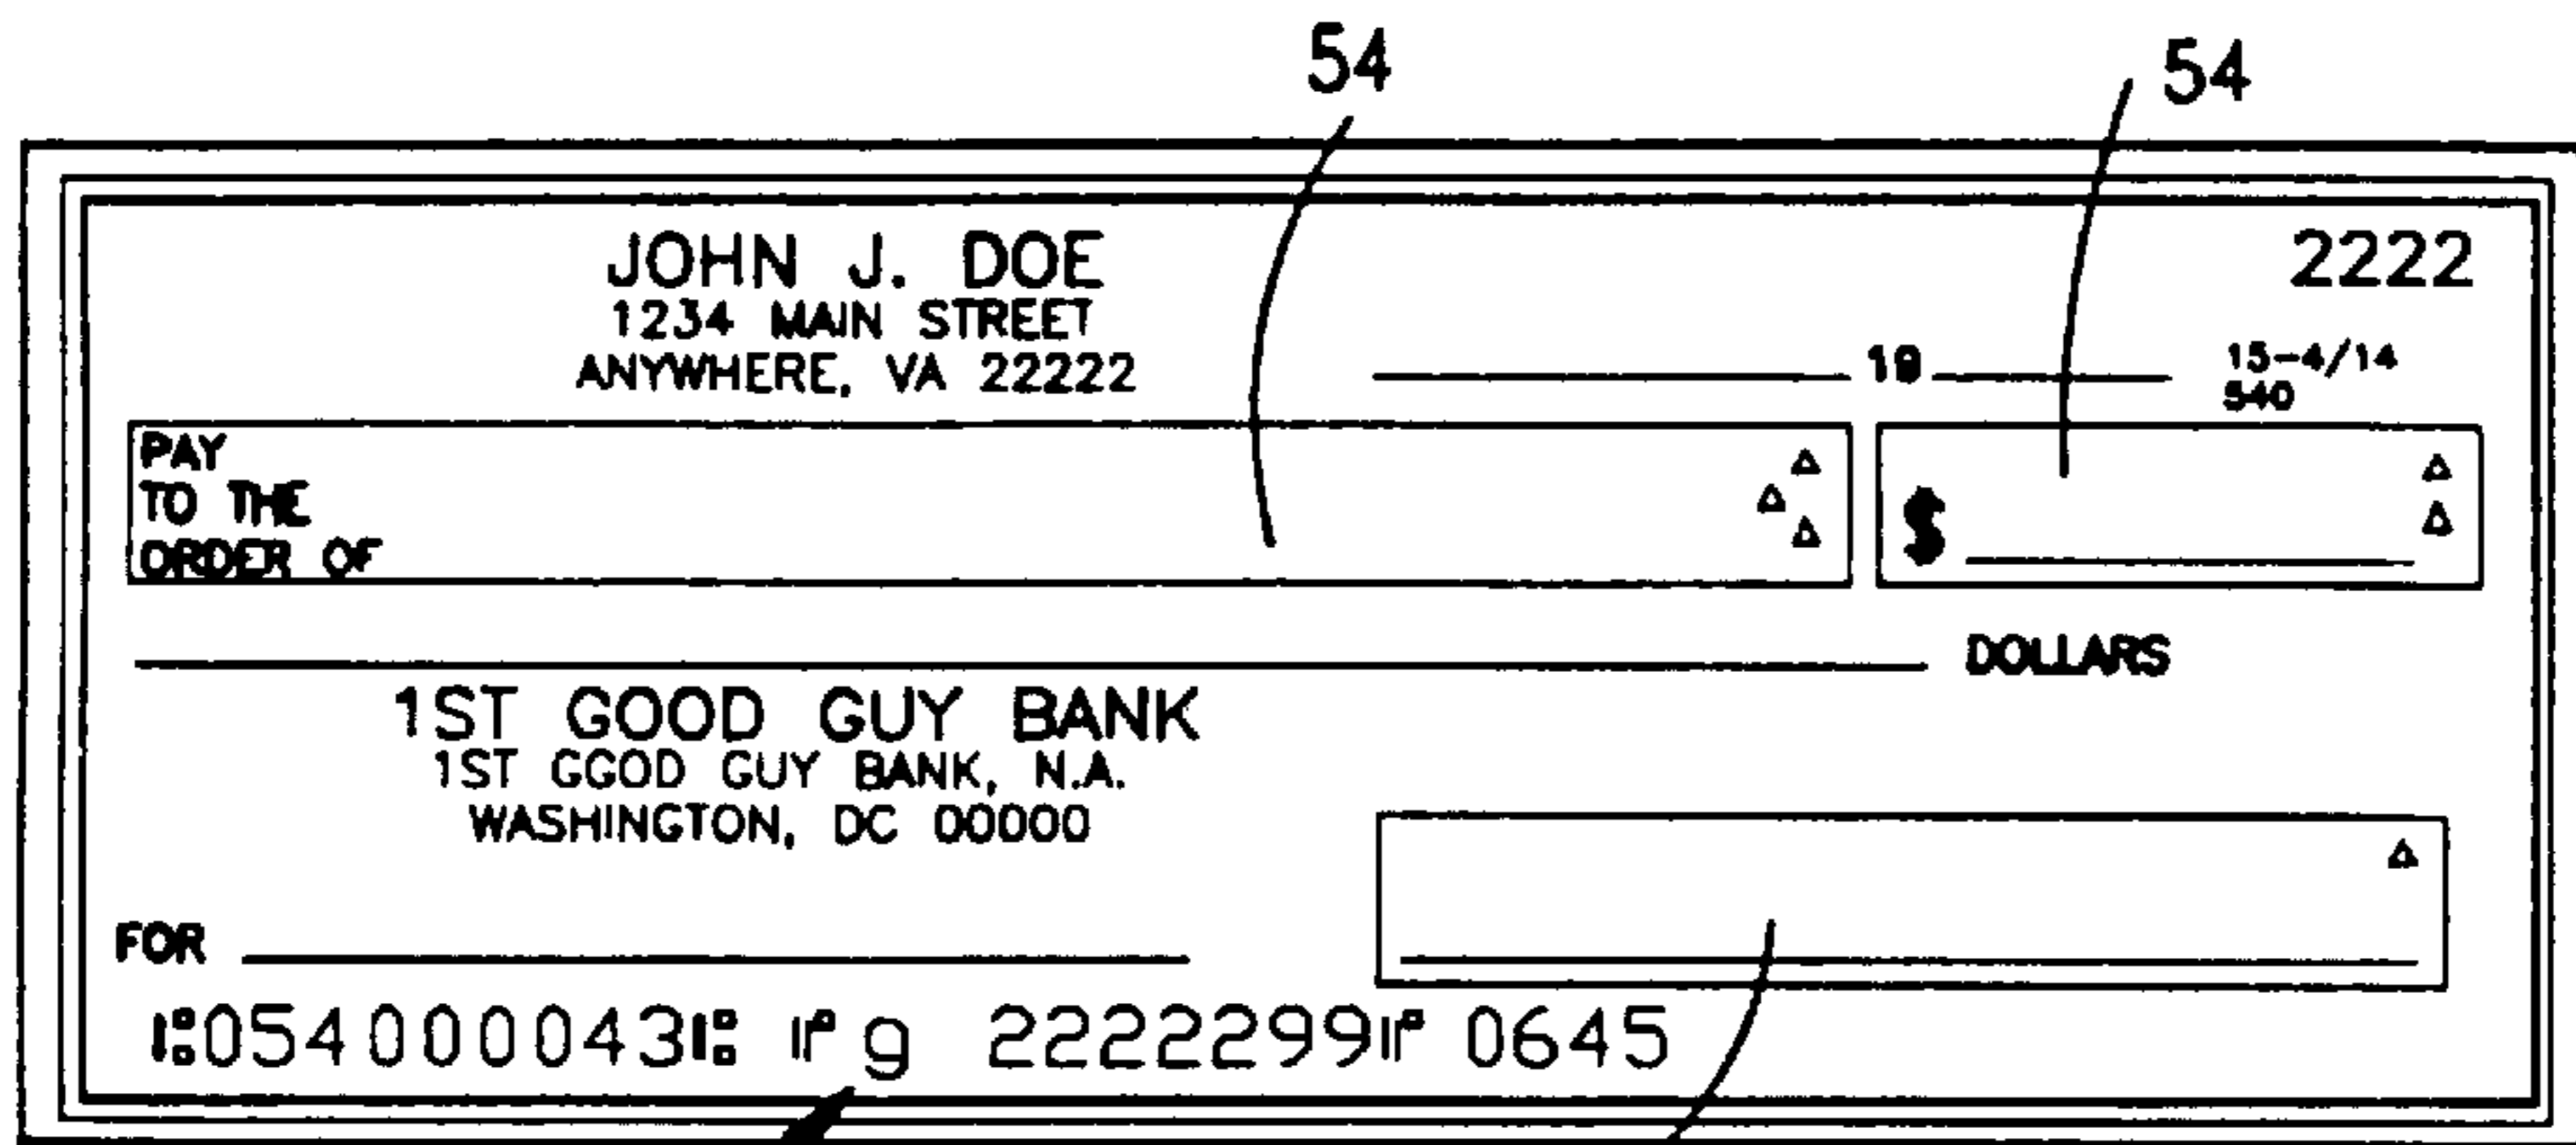 54 54
JOHN J. DOE 2222
1234 MAIN STREET
ANYWHERE, VA 22222 19 15-4/14
540
PAY
TO THE
ORDER OF $
DOLLARS
1ST GOOD GUY BANK
1ST GGOD GUY BANK, N.A.
WASHINGTON, DC 00000
FOR
⑆054000043⑆ ⑈g 2222299⑈ 0645